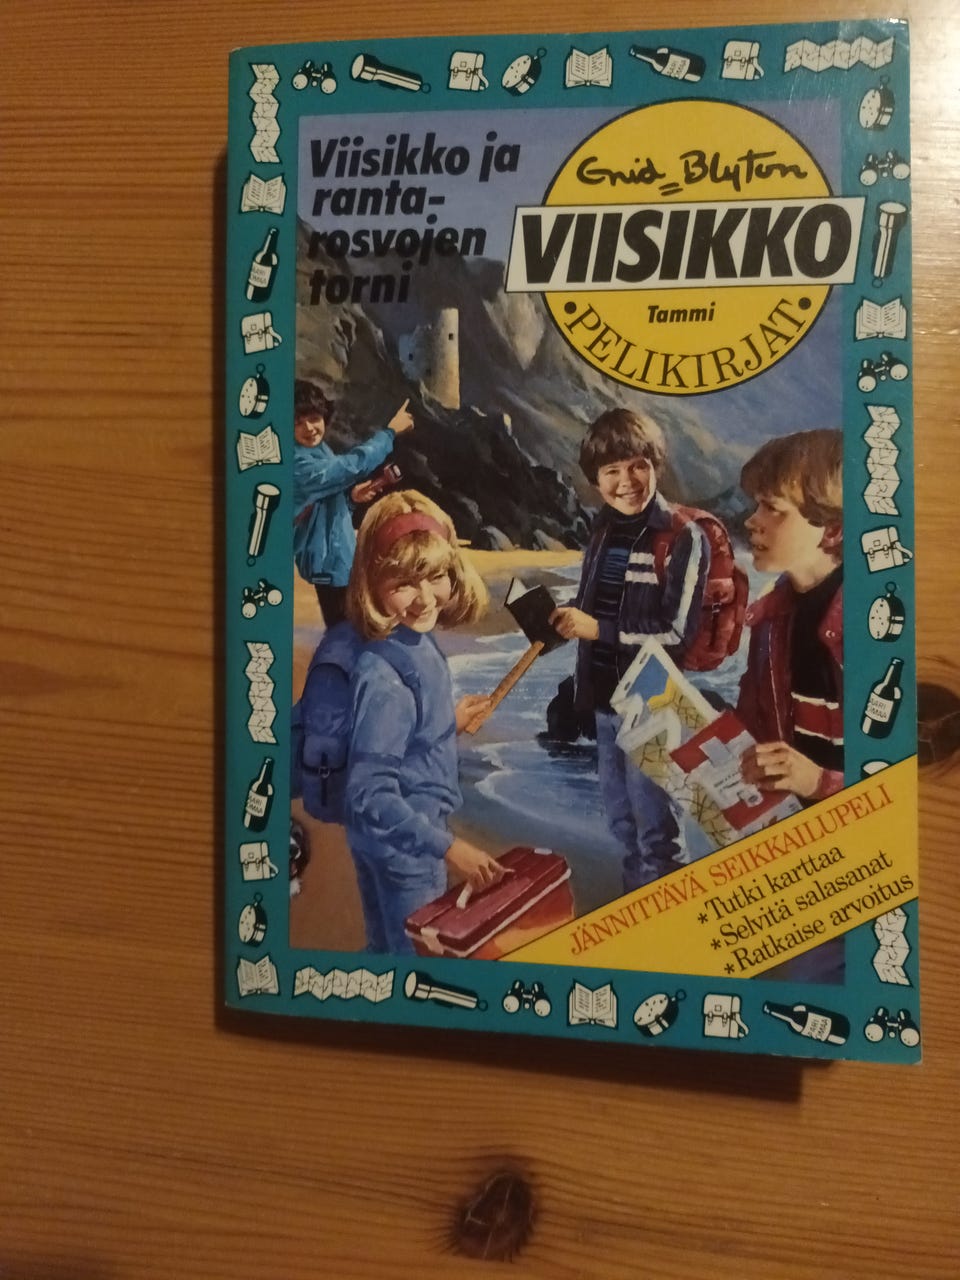 Viisikko ja
ranta-
rosvojen
torni
Enid Blyton
VIISIKKO
Tammi
•PELIKIRJAT•
JÄNNITTÄVÄ SEIKKAILUPELI
*Tutki karttaa
*Selvitä salasanat
*Ratkaise arvoitus